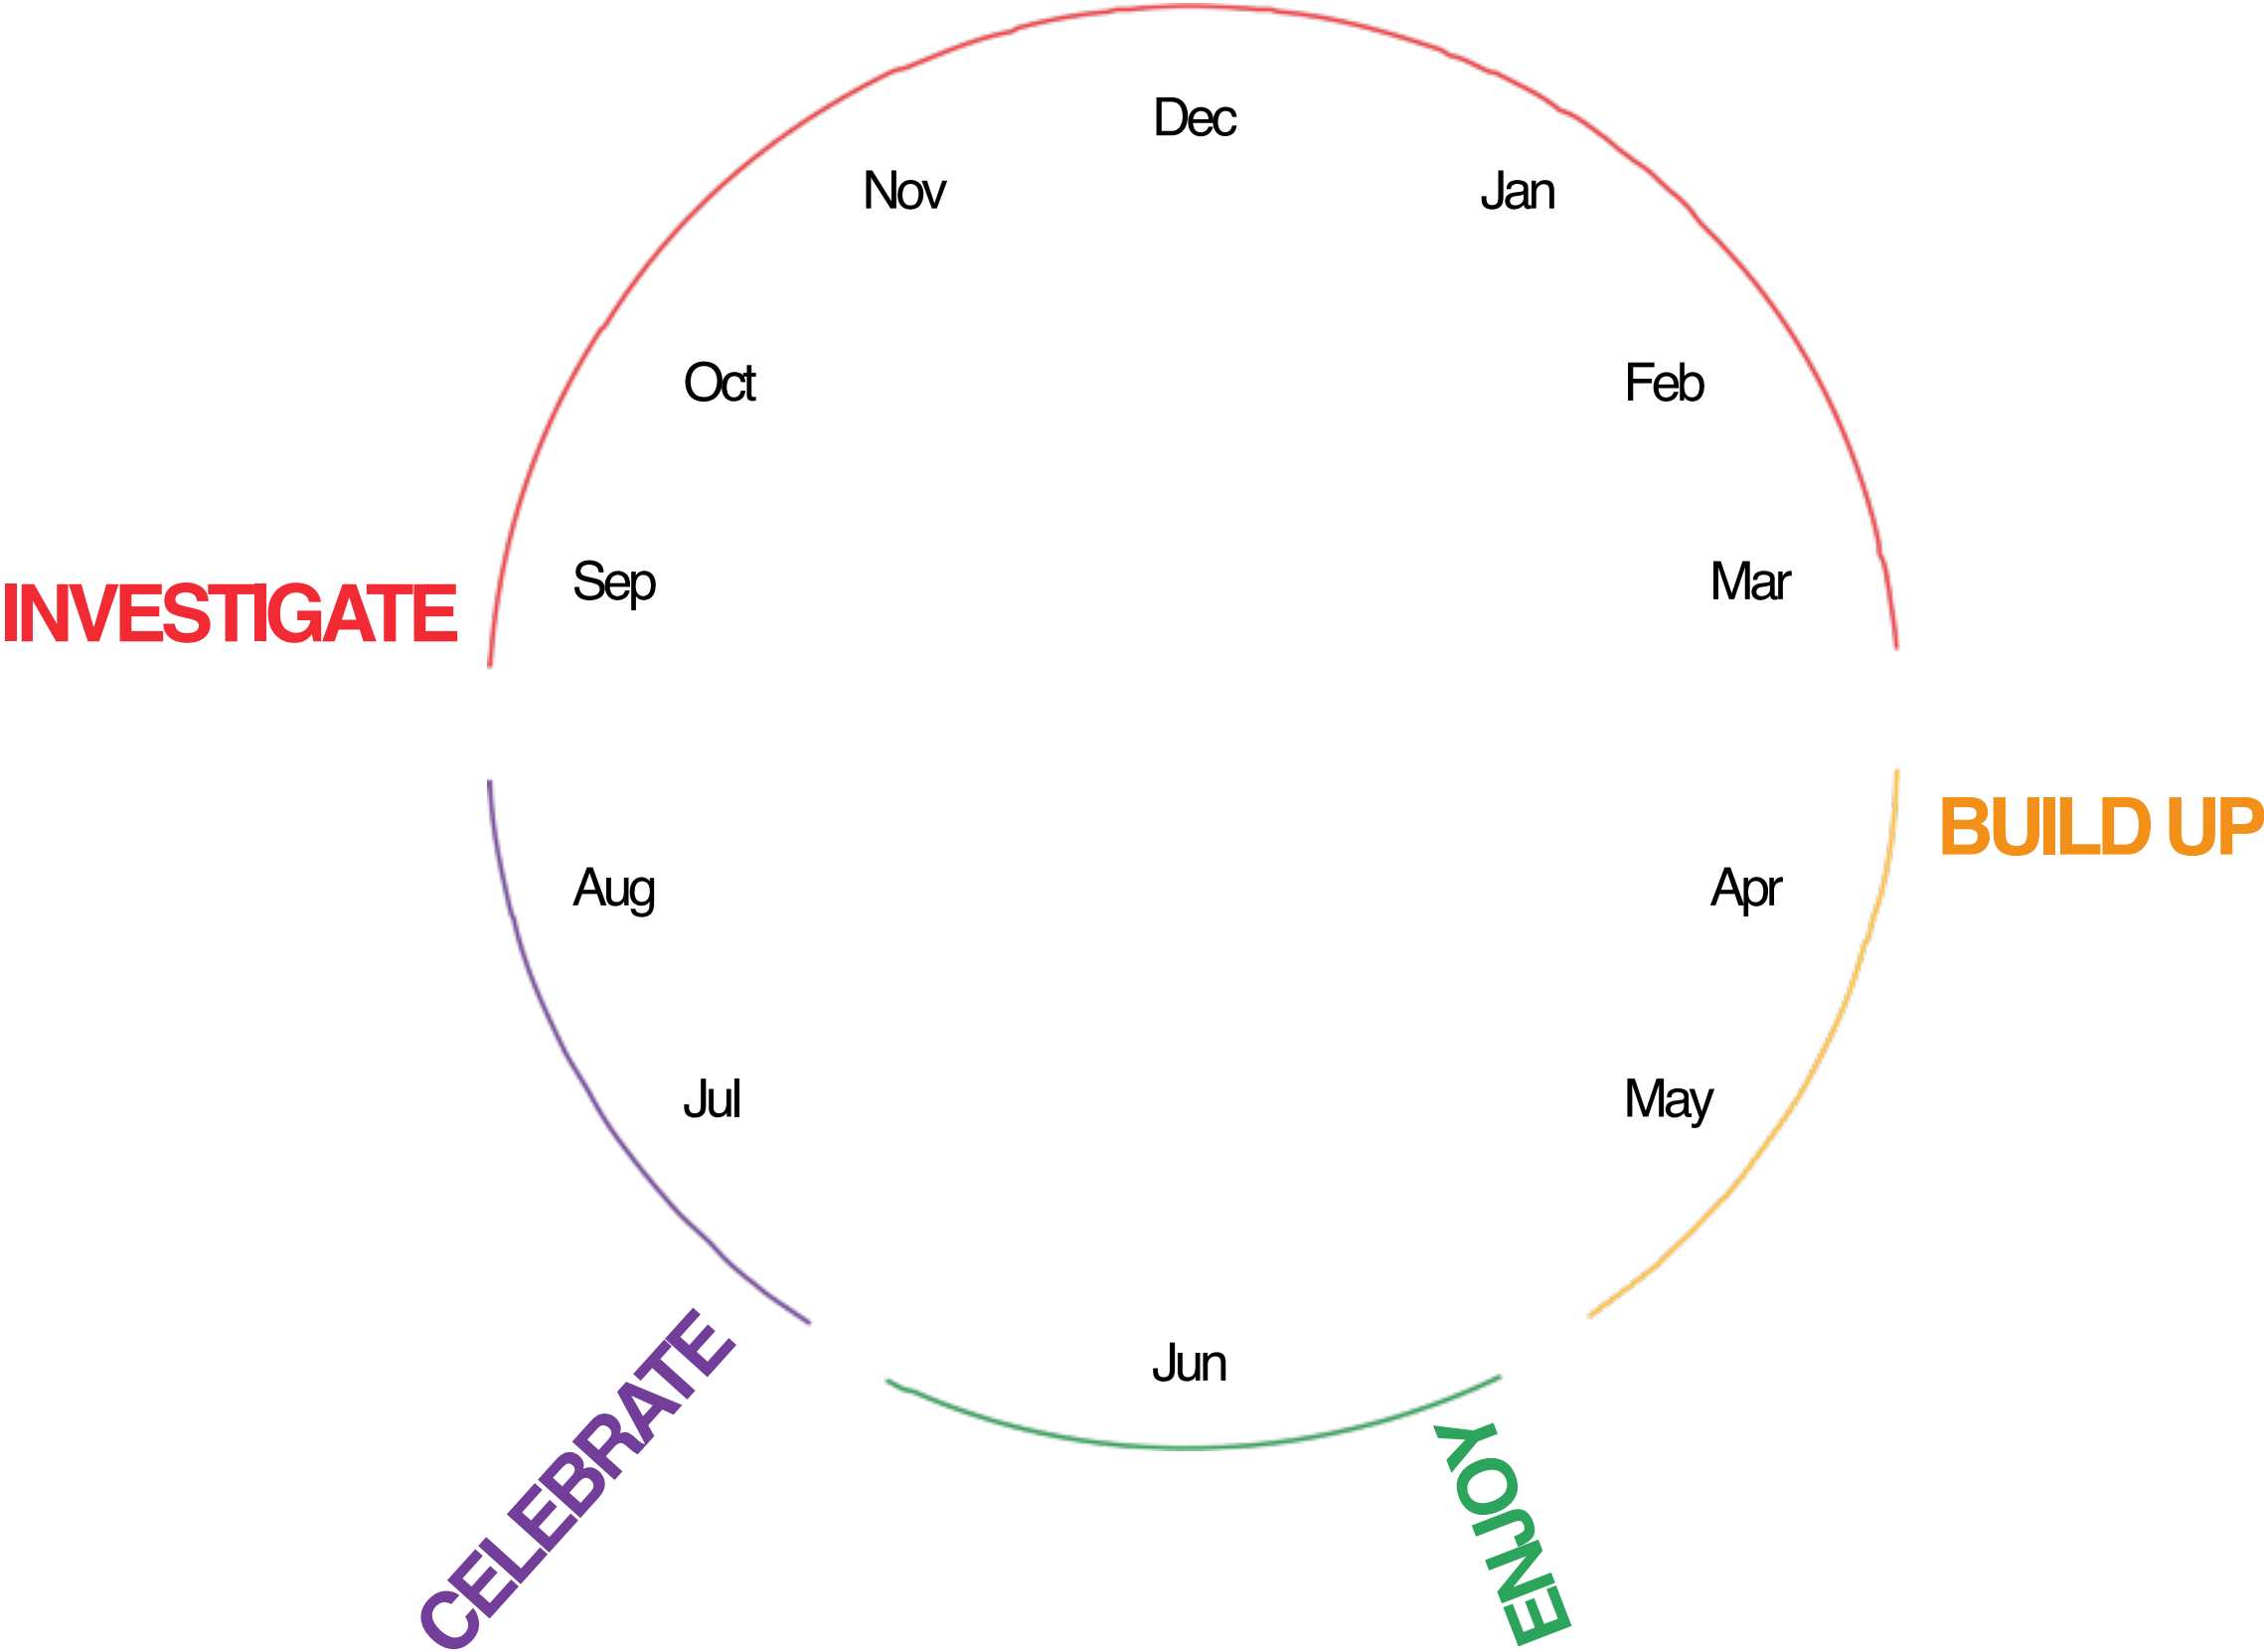 Dec
Nov
Jan
Oct
Feb
Sep
Mar
INVESTIGATE
BUILD UP
Aug
Apr
Jul
May
Jun
CELEBRATE
ENJOY